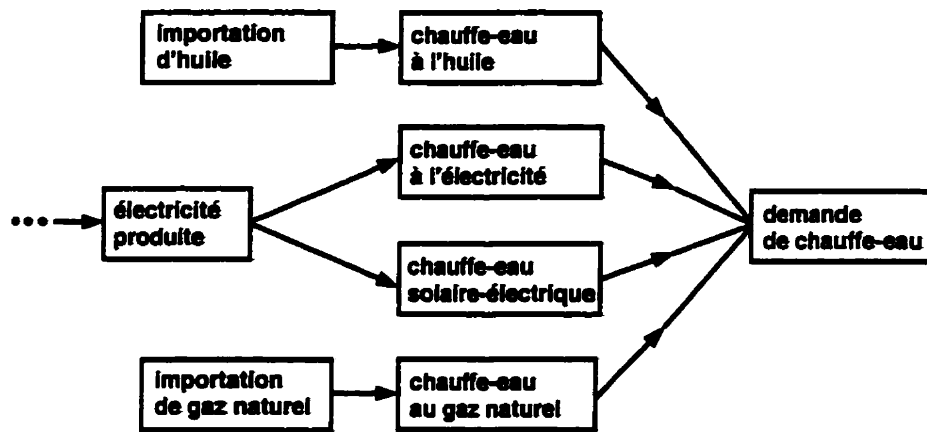 importation
d'huile
chauffe-eau
à l'huile
chauffe-eau
à l'électricité
électricité
produite
demande
de chauffe-eau
chauffe-eau
solaire-électrique
importation
de gaz naturel
chauffe-eau
au gaz naturel